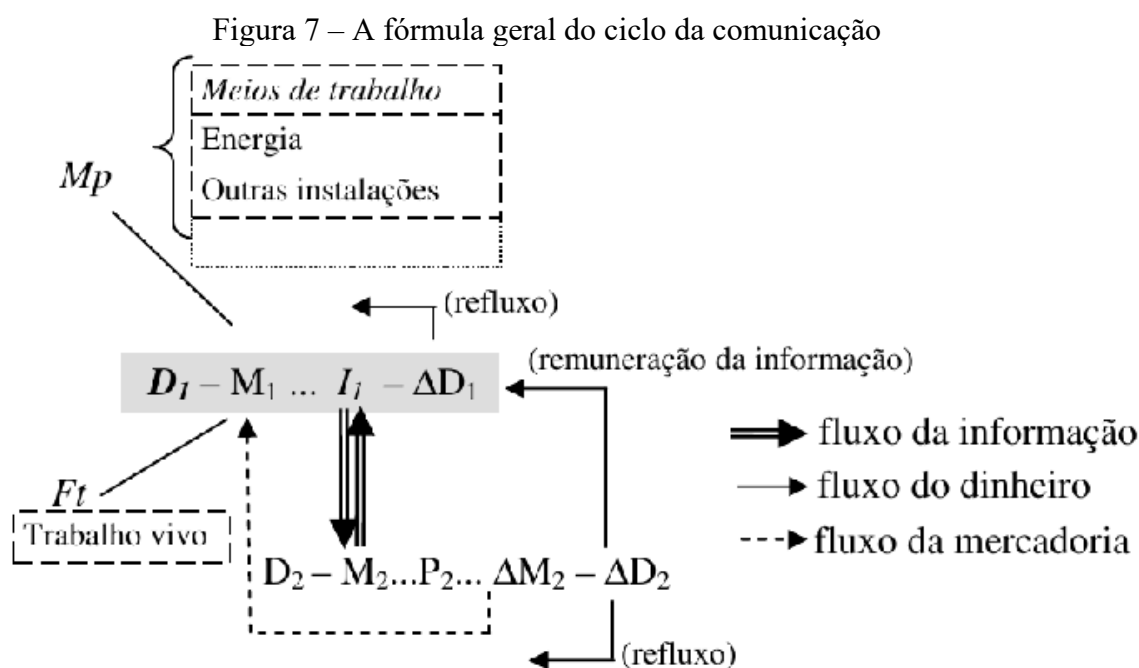 Figura 7 – A fórmula geral do ciclo da comunicação
Meios de trabalho
Energia
Outras instalações
Mp
(refluxo)
(remuneração da informação)
D₁ – M₁ ... I₁ – ΔD₁
fluxo da informação
fluxo do dinheiro
fluxo da mercadoria
Ft
Trabalho vivo
D₂ – M₂...P₂... ΔM₂ – ΔD₂
(refluxo)